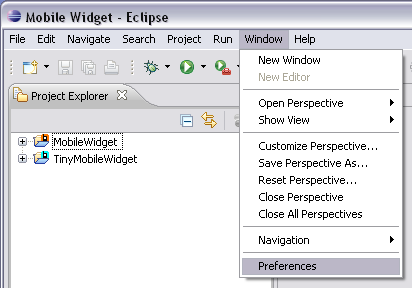 Mobile Widget - Eclipse
File Edit Navigate Search Project Run Window Help
New Window
New Editor
Project Explorer
Open Perspective
Show View
MobileWidget
Customize Perspective...
TinyMobileWidget
Save Perspective As...
Reset Perspective...
Close Perspective
Close All Perspectives
Navigation
Preferences